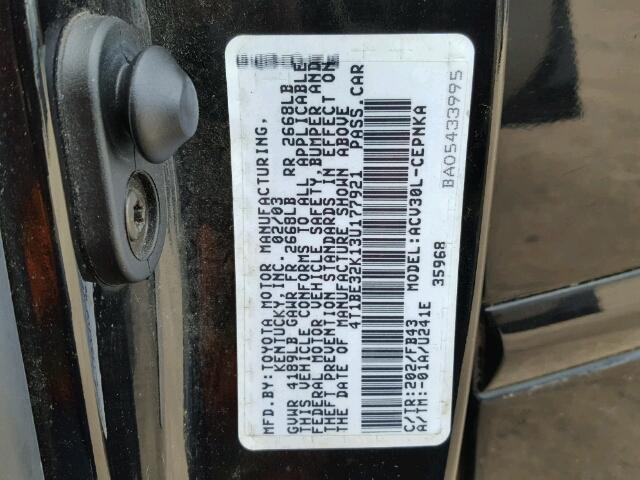 MFD.BY:TOYOTA MOTOR MANUFACTURING,
KENTUCKY, INC. 02/03
GVWR 4189LB GAWR FR 2668LB RR 2668LB
THIS VEHICLE CONFORMS TO ALL APPLICABLE
FEDERAL MOTOR VEHICLE SAFETY,BUMPER AND
THEFT PREVENTION STANDARDS IN EFFECT ON
THE DATE OF MANUFACTURE SHOWN ABOVE
4T1BF32K13U177921 PASS.CAR
MODEL:ACV30L-CEPNKA
35968
C/TR:202/FB43
A/TM:-01A/U241E
BA05433995